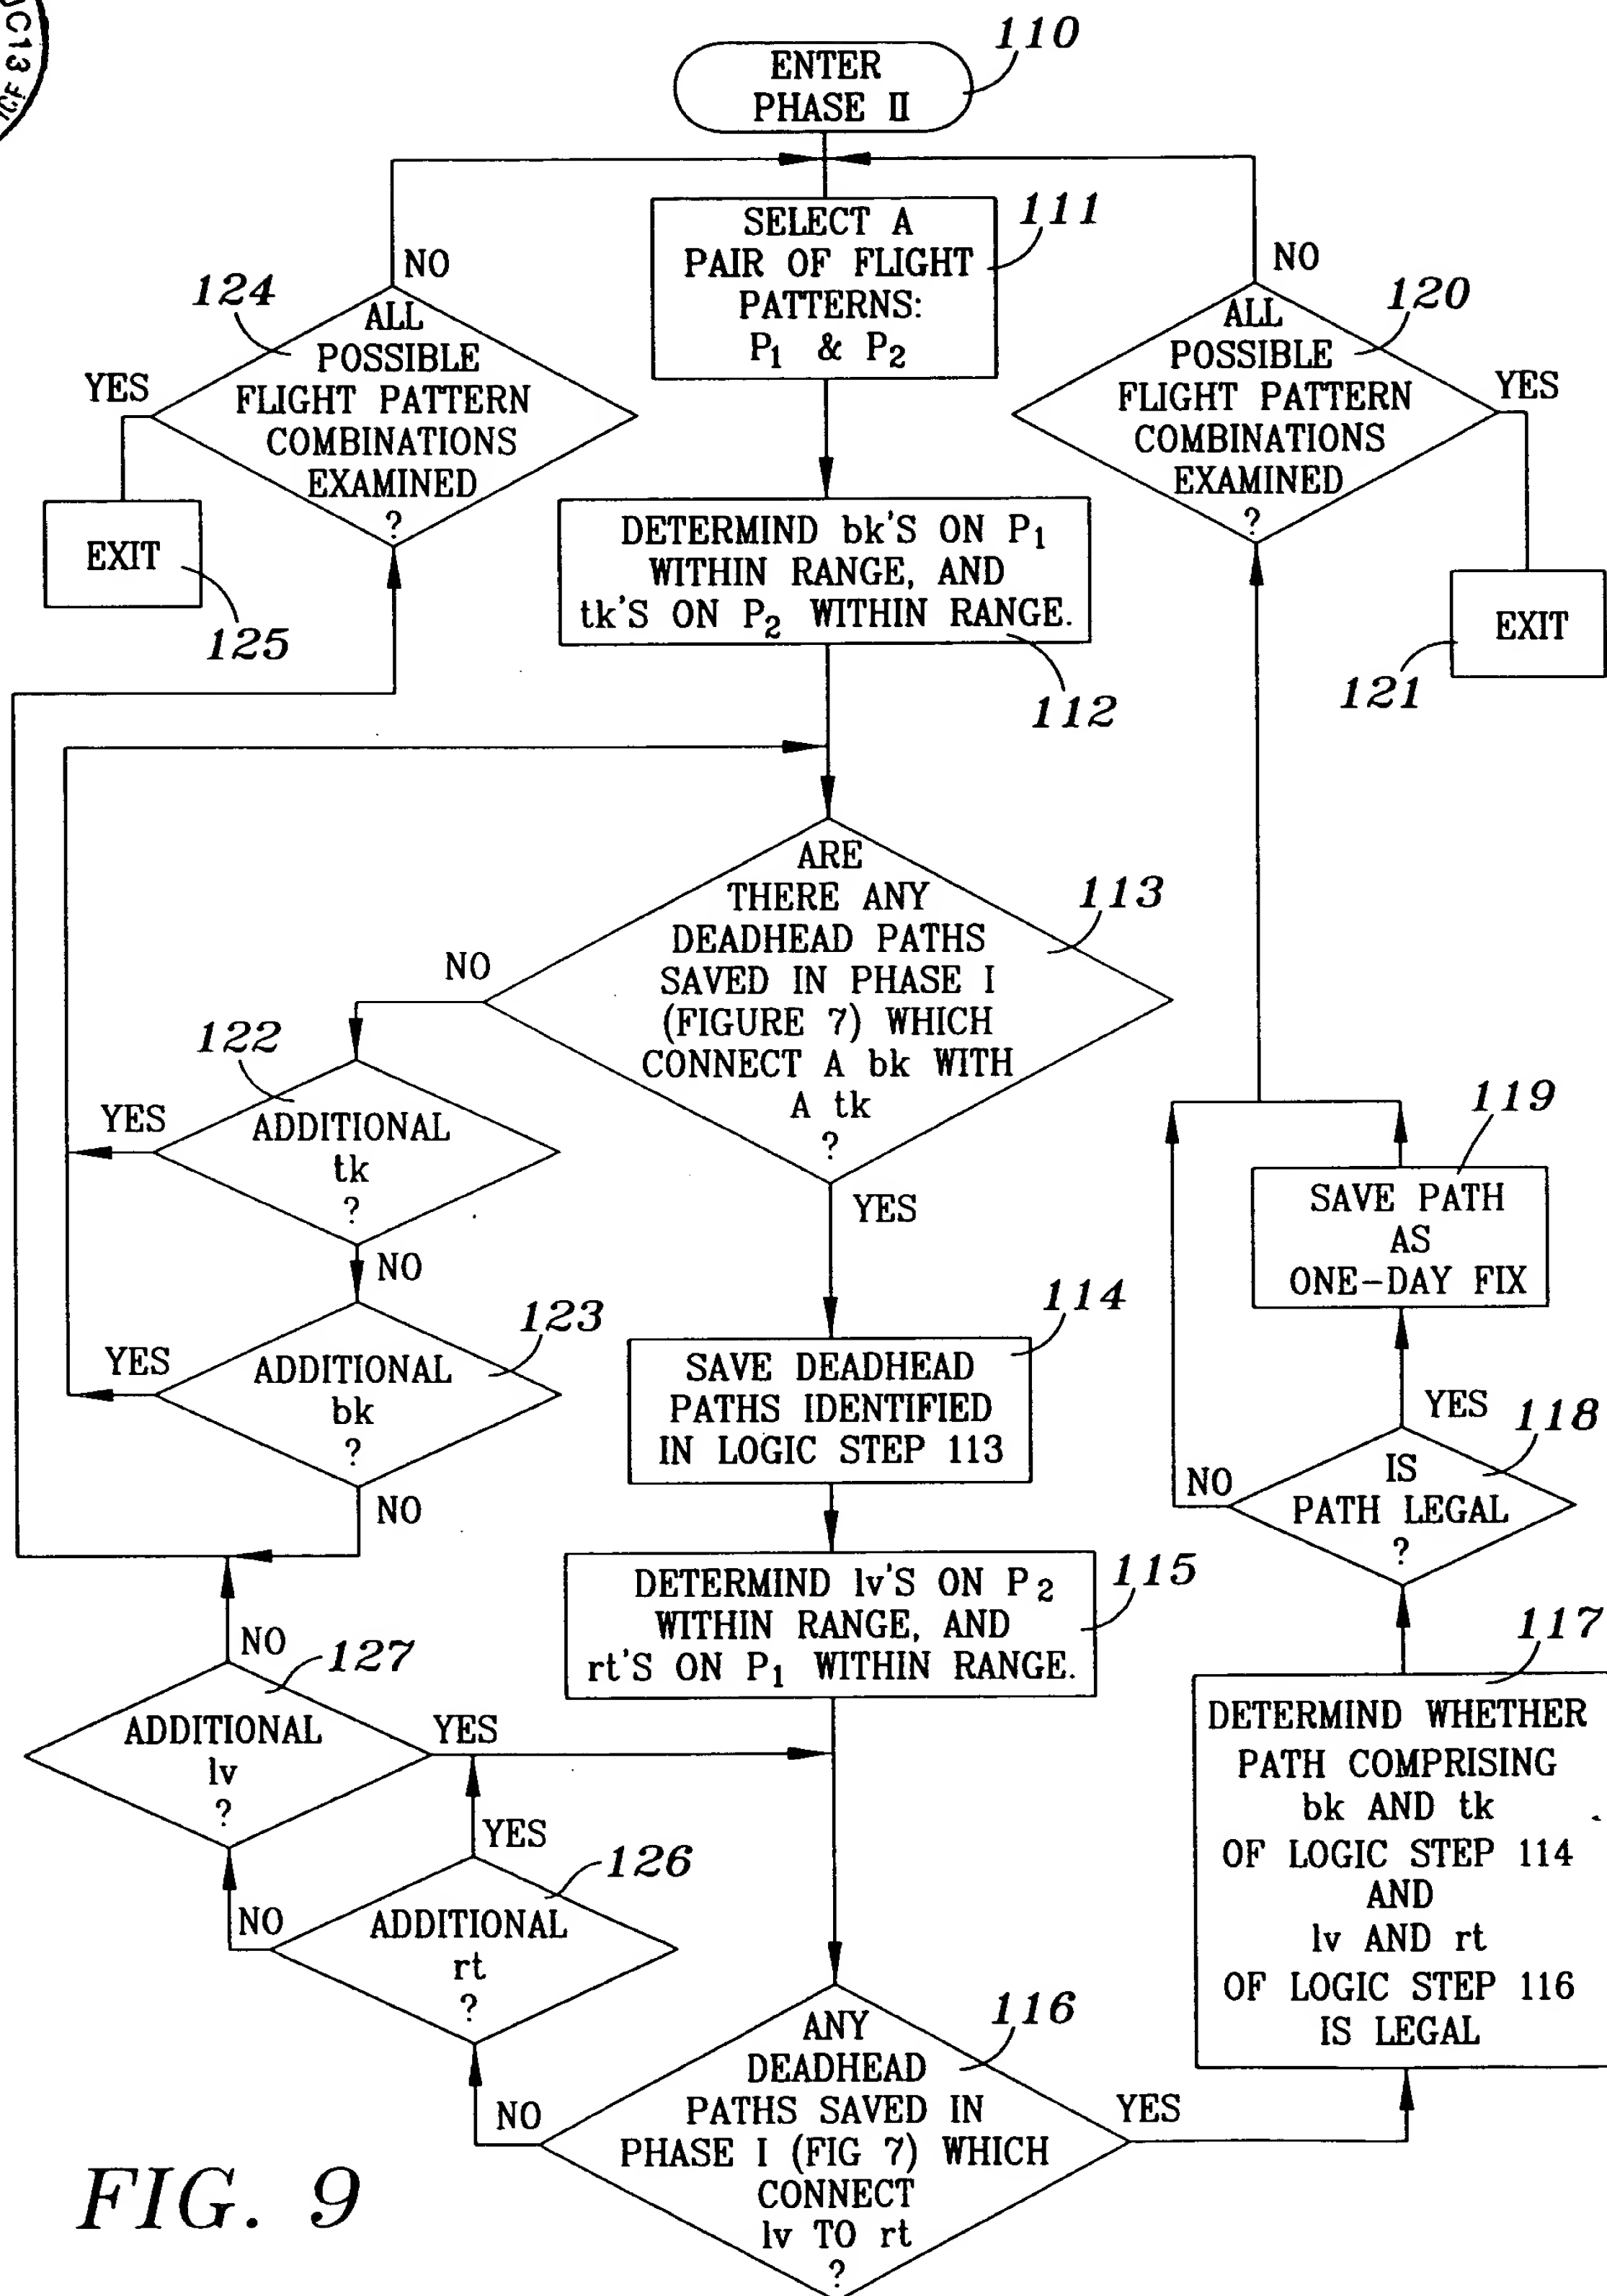 JC13
110
ENTER
PHASE II
111
SELECT A
PAIR OF FLIGHT
PATTERNS:
P1 & P2
NO
124
ALL
POSSIBLE
FLIGHT PATTERN
COMBINATIONS
EXAMINED
?
YES
EXIT
125
NO
120
ALL
POSSIBLE
FLIGHT PATTERN
COMBINATIONS
EXAMINED
?
YES
EXIT
121
DETERMIND bk'S ON P1
WITHIN RANGE, AND
tk'S ON P2 WITHIN RANGE.
112
ARE
THERE ANY
DEADHEAD PATHS
SAVED IN PHASE I
(FIGURE 7) WHICH
CONNECT A bk WITH
A tk
?
113
NO
YES
122
ADDITIONAL
tk
?
YES
NO
123
ADDITIONAL
bk
?
YES
NO
114
SAVE DEADHEAD
PATHS IDENTIFIED
IN LOGIC STEP 113
119
SAVE PATH
AS
ONE-DAY FIX
YES
118
IS
PATH LEGAL
?
NO
DETERMIND lv'S ON P2
WITHIN RANGE, AND
rt'S ON P1 WITHIN RANGE.
115
117
DETERMIND WHETHER
PATH COMPRISING
bk AND tk
OF LOGIC STEP 114
AND
lv AND rt
OF LOGIC STEP 116
IS LEGAL
NO
127
ADDITIONAL
lv
?
YES
YES
126
ADDITIONAL
rt
?
NO
116
ANY
DEADHEAD
PATHS SAVED IN
PHASE I (FIG 7) WHICH
CONNECT
lv TO rt
?
NO
YES
FIG. 9